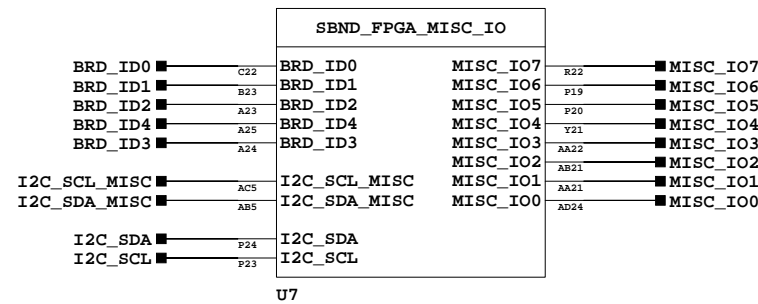 SBND_FPGA_MISC_IO
BRD_ID0 C22 BRD_ID0 MISC_IO7 R22 MISC_IO7
BRD_ID1 B23 BRD_ID1 MISC_IO6 P19 MISC_IO6
BRD_ID2 A23 BRD_ID2 MISC_IO5 P20 MISC_IO5
BRD_ID4 A25 BRD_ID4 MISC_IO4 Y21 MISC_IO4
BRD_ID3 A24 BRD_ID3 MISC_IO3 AA22 MISC_IO3
MISC_IO2 AB21 MISC_IO2
I2C_SCL_MISC AC5 I2C_SCL_MISC MISC_IO1 AA21 MISC_IO1
I2C_SDA_MISC AB5 I2C_SDA_MISC MISC_IO0 AD24 MISC_IO0
I2C_SDA P24 I2C_SDA
I2C_SCL P23 I2C_SCL
U7